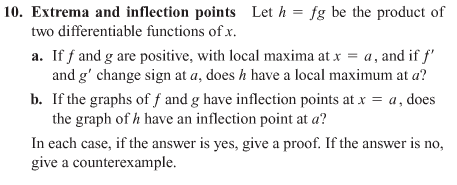 10. Extrema and inflection points Let h = fg be the product of
two differentiable functions of x.
a. If f and g are positive, with local maxima at x = a, and if f'
and g' change sign at a, does h have a local maximum at a?
b. If the graphs of f and g have inflection points at x = a, does
the graph of h have an inflection point at a?
In each case, if the answer is yes, give a proof. If the answer is no,
give a counterexample.